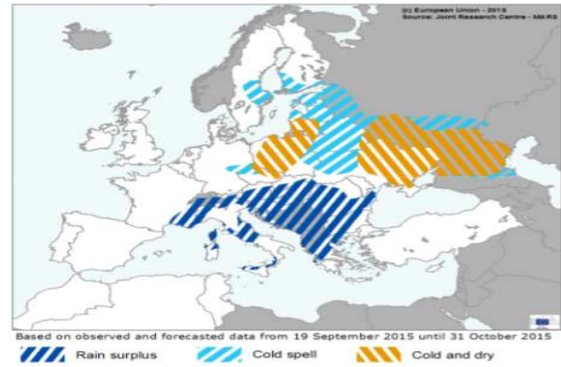 (c) European Union - 2015
Source: Joint Research Centre - MARS
Based on observed and forecasted data from 19 September 2015 until 31 October 2015
Rain surplus Cold spell Cold and dry